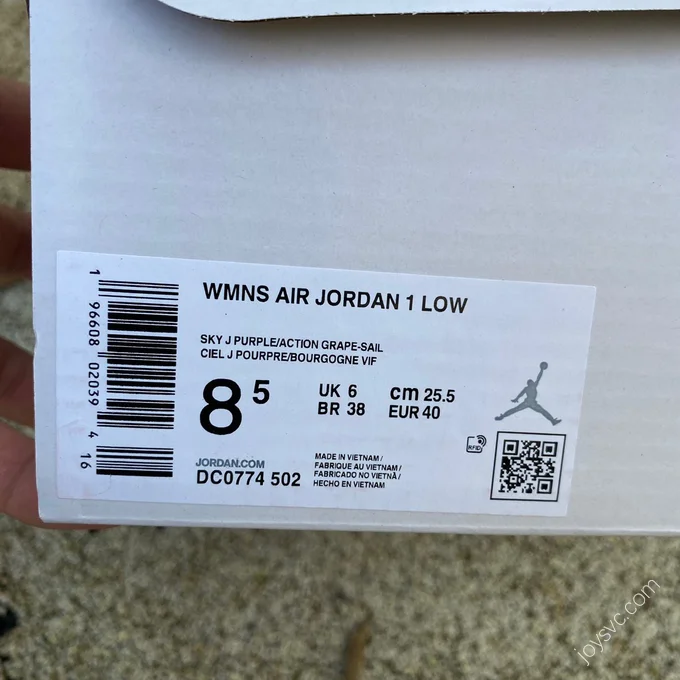 WMNS AIR JORDAN 1 LOW
SKY J PURPLE/ACTION GRAPE-SAIL
CIEL J POURPRE/BOURGOGNE VIF
8 5
UK 6
BR 38
cm 25.5
EUR 40
JORDAN.COM
DC0774 502
MADE IN VIETNAM /
FABRIQUE AU VIETNAM /
FABRICADO NO VIETNÃ /
HECHO EN VIETNAM
RFID
1 96608 02039 4 16
joysvc.com